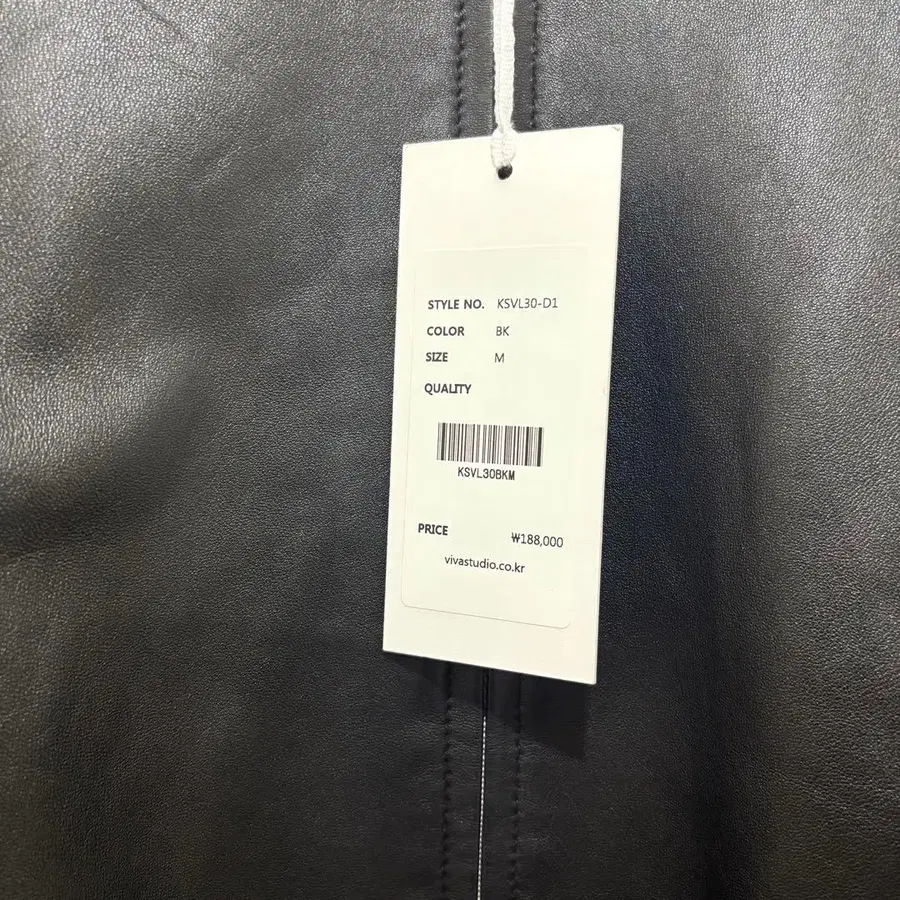 STYLE NO. KSVL30-D1
COLOR BK
SIZE M
QUALITY
KSVL30BKM
PRICE ₩188,000
vivastudio.co.kr